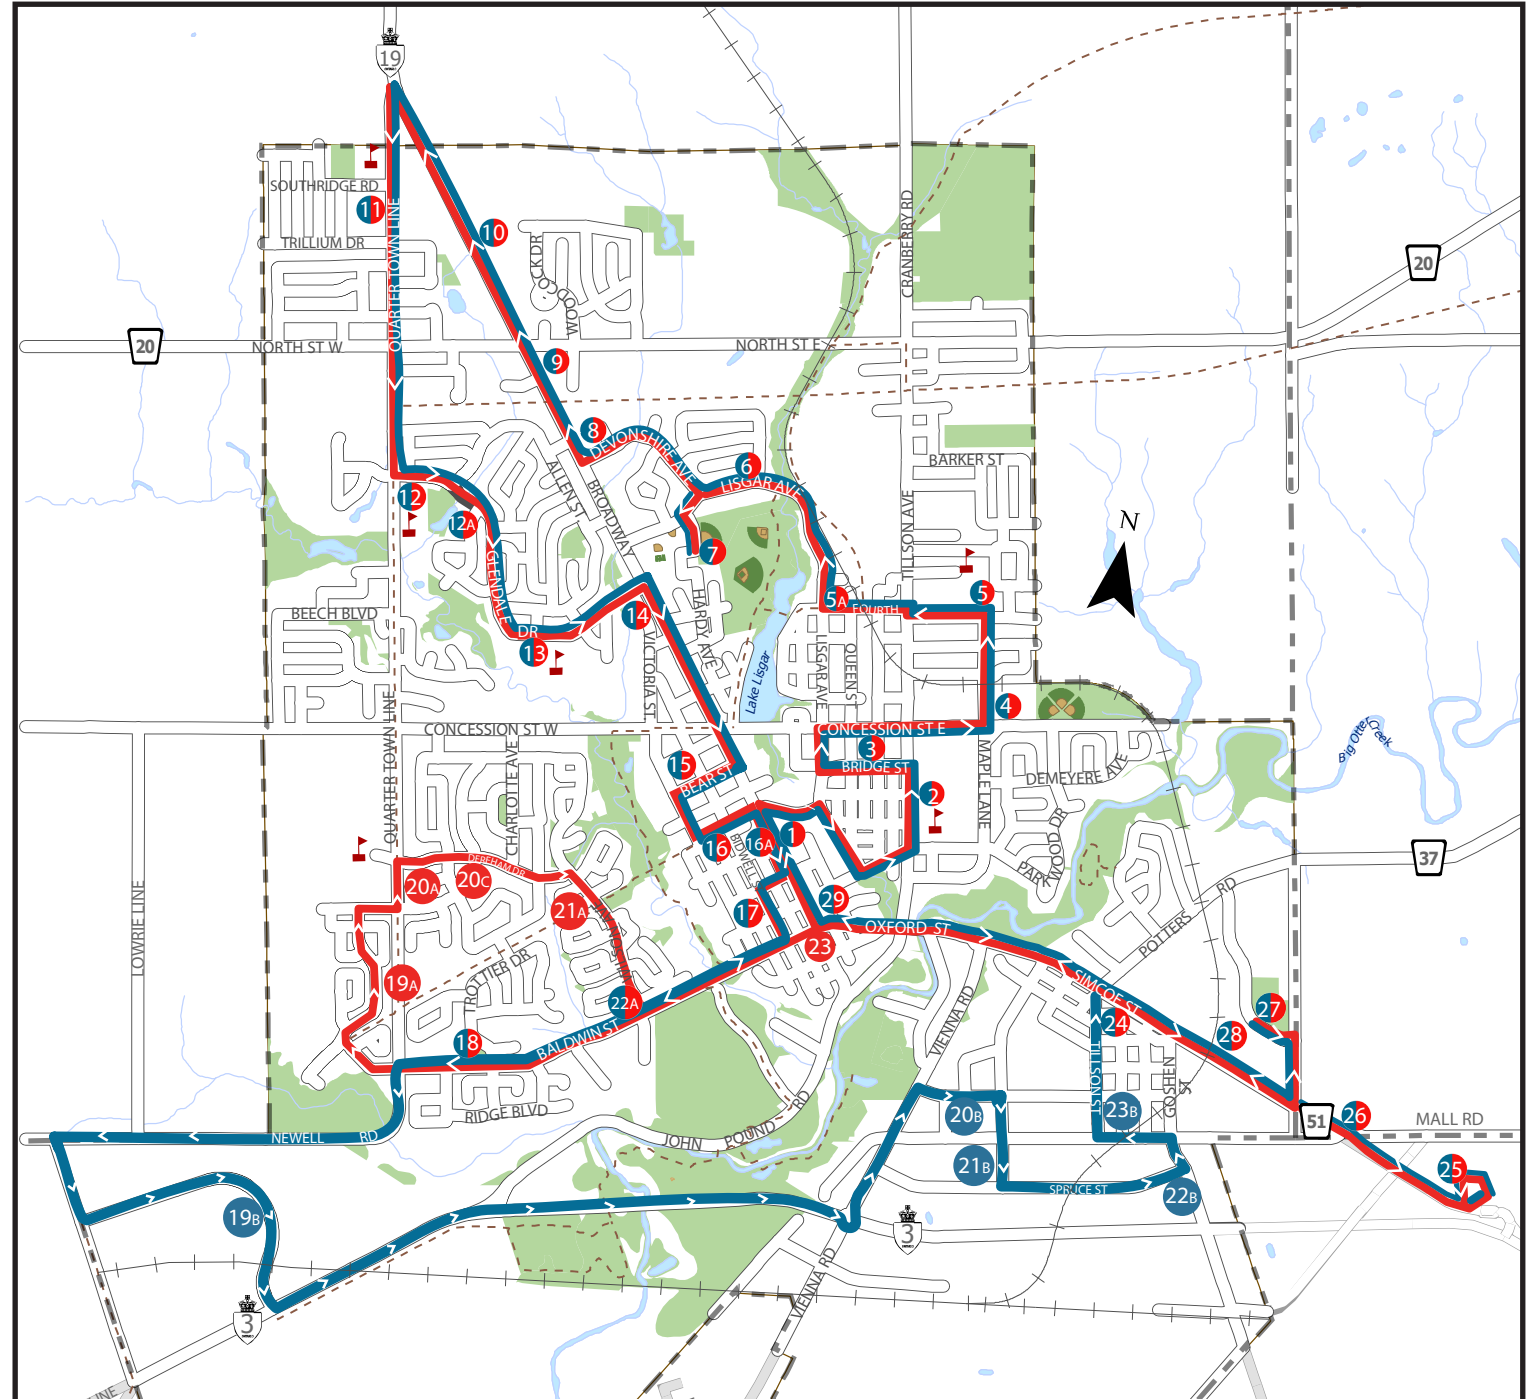 19
SOUTHRIDGE RD
11
QUARTER TOWN LINE
TRILLIUM DR
10
WOODCOCK DR
CRANBERRY RD
20
20
NORTH ST W
NORTH ST E
9
8
DEVONSHIRE AVE
6
LISGAR AVE
BARKER ST
ALLEN ST
BROADWAY
TILLSON AVE
12
12A
N
7
GLENDALE
DR
BEECH BLVD
HARDY AVE
5A
FOURTH
5
14
13
VICTORIA ST
Lake Lisgar
LISGAR AVE
QUEEN ST
4
QUARTER TOWN LINE
CONCESSION ST W
CONCESSION ST E
3
BRIDGE ST
MAPLE LANE
DEMEYERE AVE
Big Otter Creek
CHARLOTTE AVE
15
BEAR ST
2
1
16
16A
BIDWELL
PARK
WOOD DR
37
DEREHAM DR
20A
20C
21A
17
29
OXFORD ST
23
POTTERS
RD
LOWRIE LINE
19A
TROTTIER DR
22A
SIMCOE ST
27
28
24
18
BALDWIN ST
VIENNA RD
TILLSON ST
GOSHEN
ST
RIDGE BLVD
JOHN
POUND
RD
20B
23B
51
26
MALL RD
NEWELL
RD
21B
SPRUCE ST
22B
25
19B
3
3
VIENNA RD